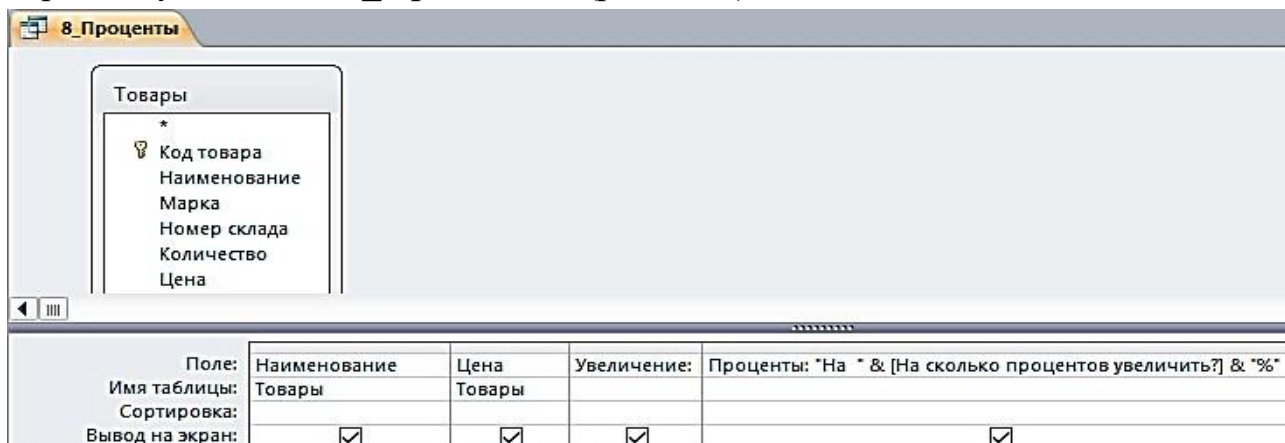 8_Проценты
Товары
*
Код товара
Наименование
Марка
Номер склада
Количество
Цена
Поле: Наименование Цена Увеличение: Проценты: "На " & [На сколько процентов увеличить?] & "%"
Имя таблицы: Товары Товары
Сортировка:
Вывод на экран: